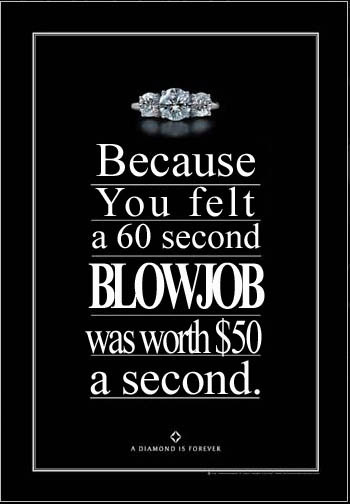 Because
You felt
a 60 second
BLOWJOB
was worth $50
a second.
A DIAMOND IS FOREVER